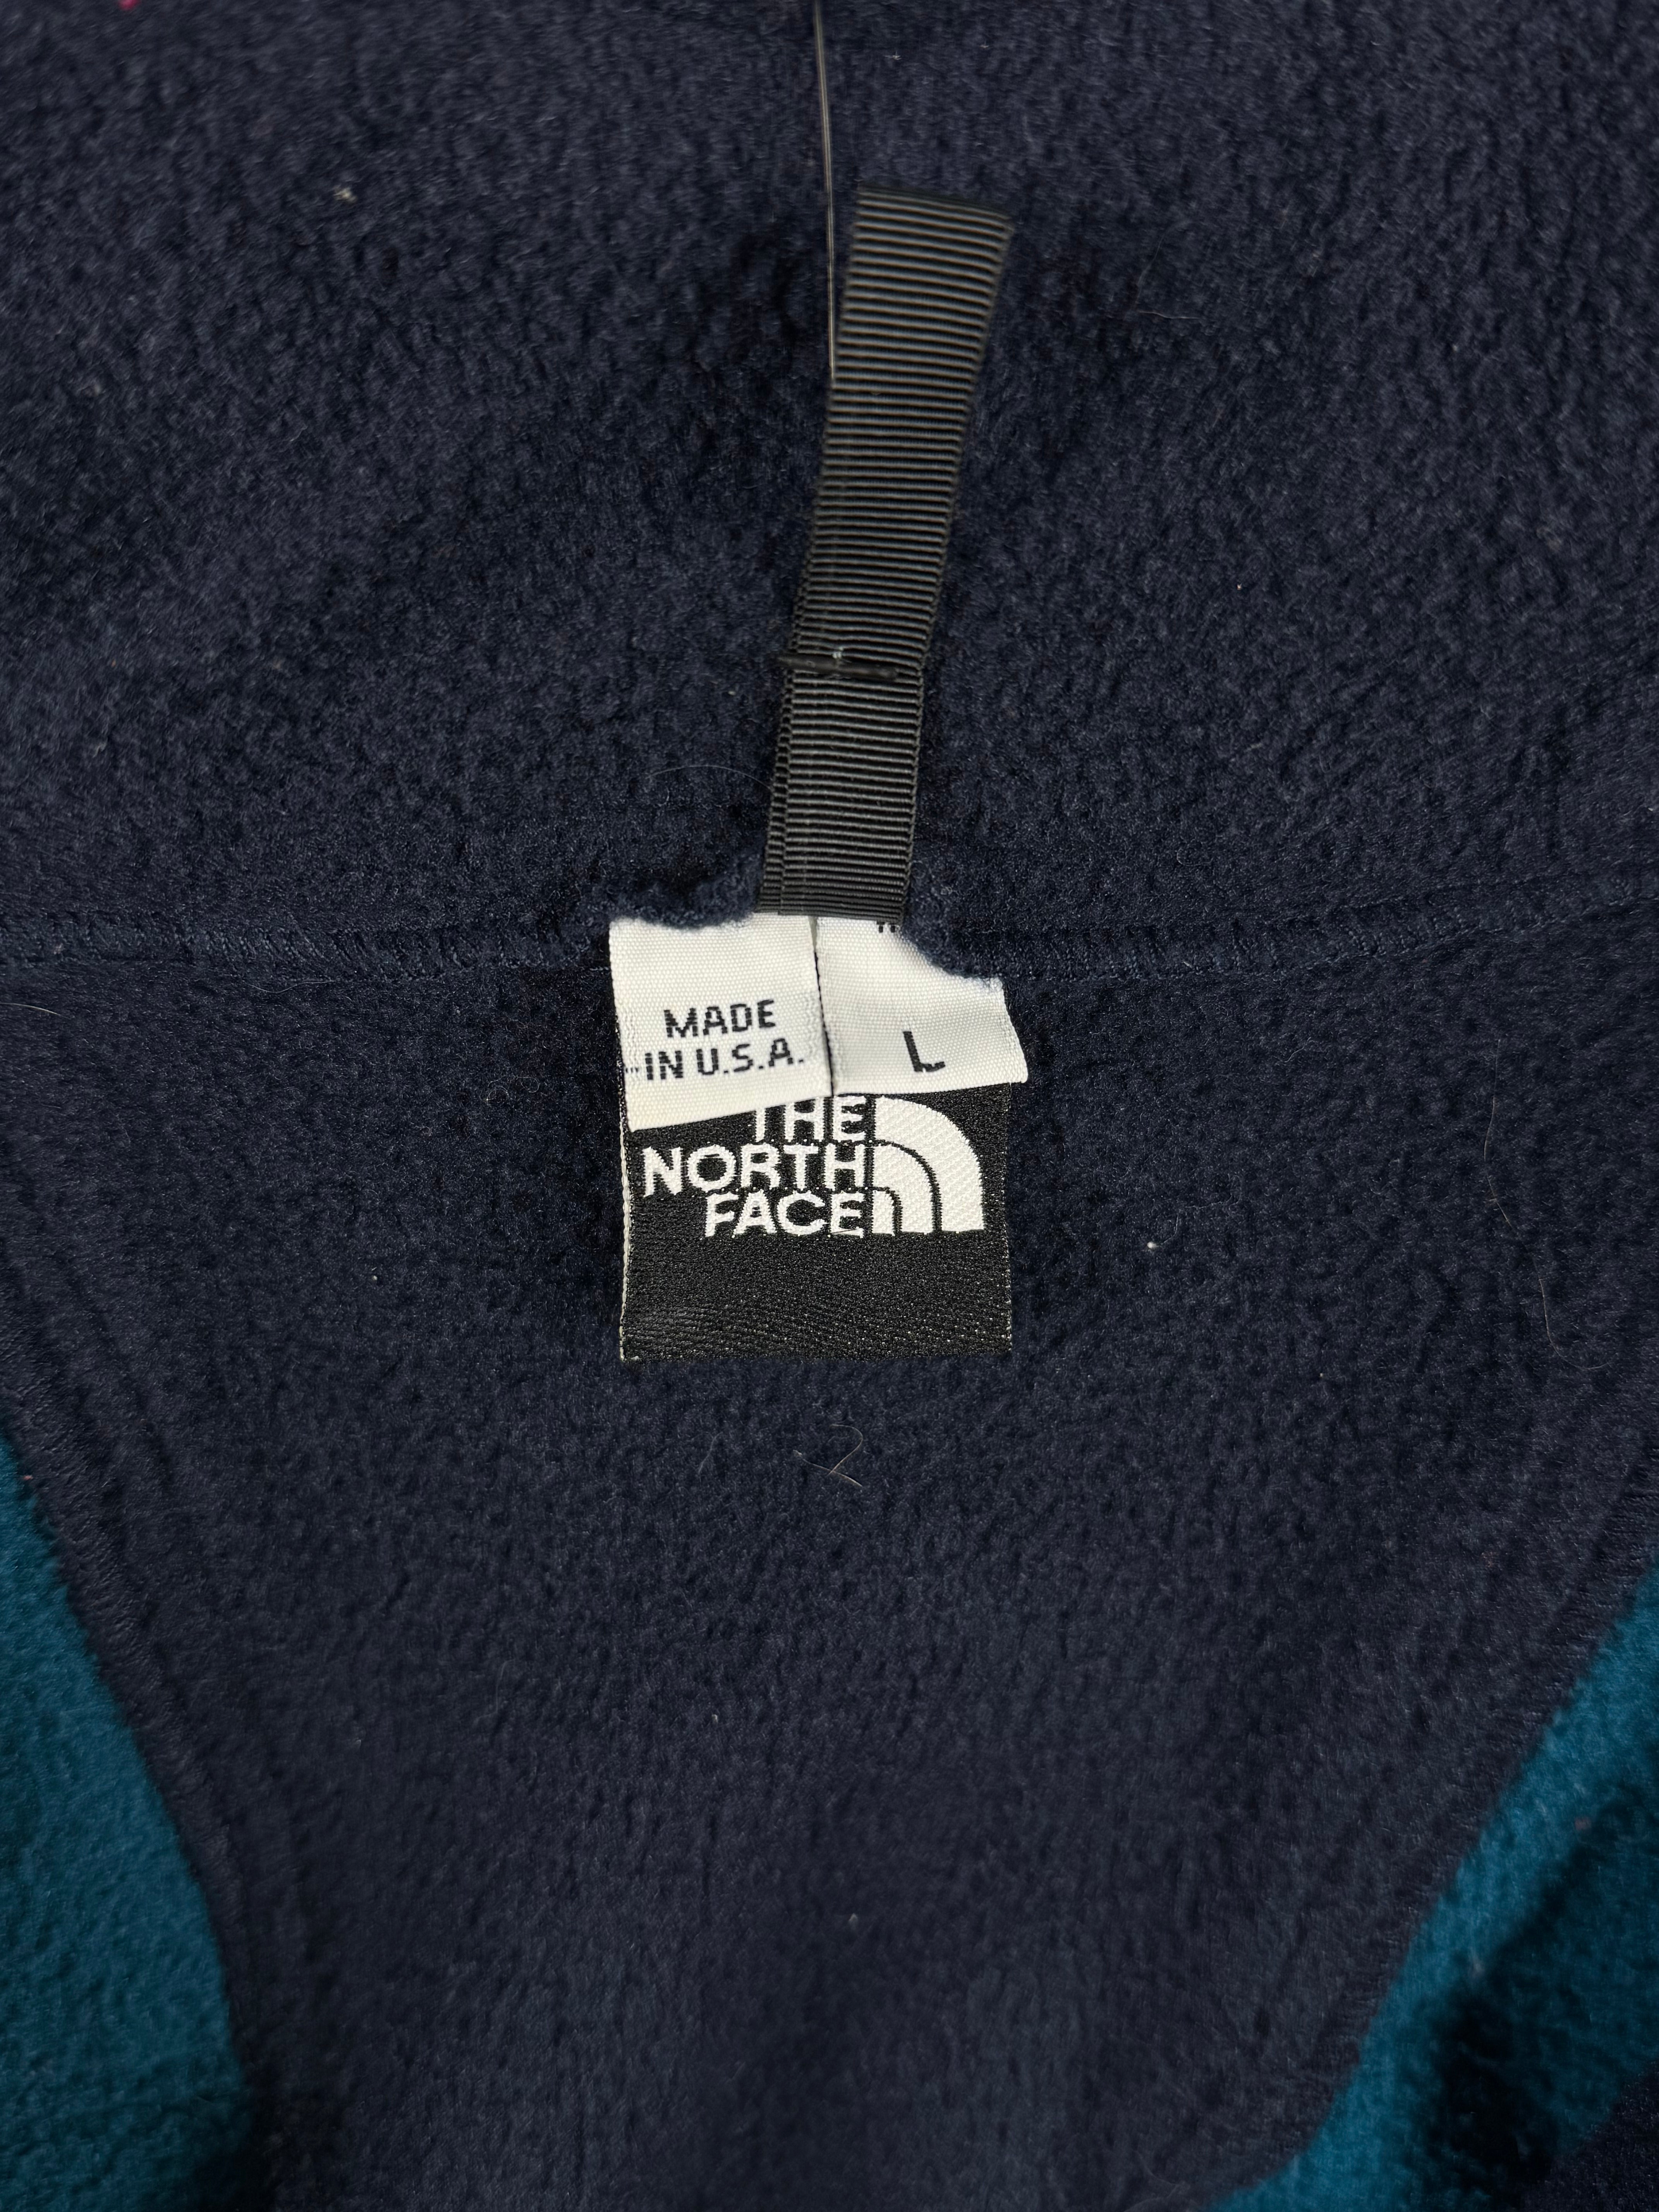 MADE
IN U.S.A.
L
THE
NORTH
FACE